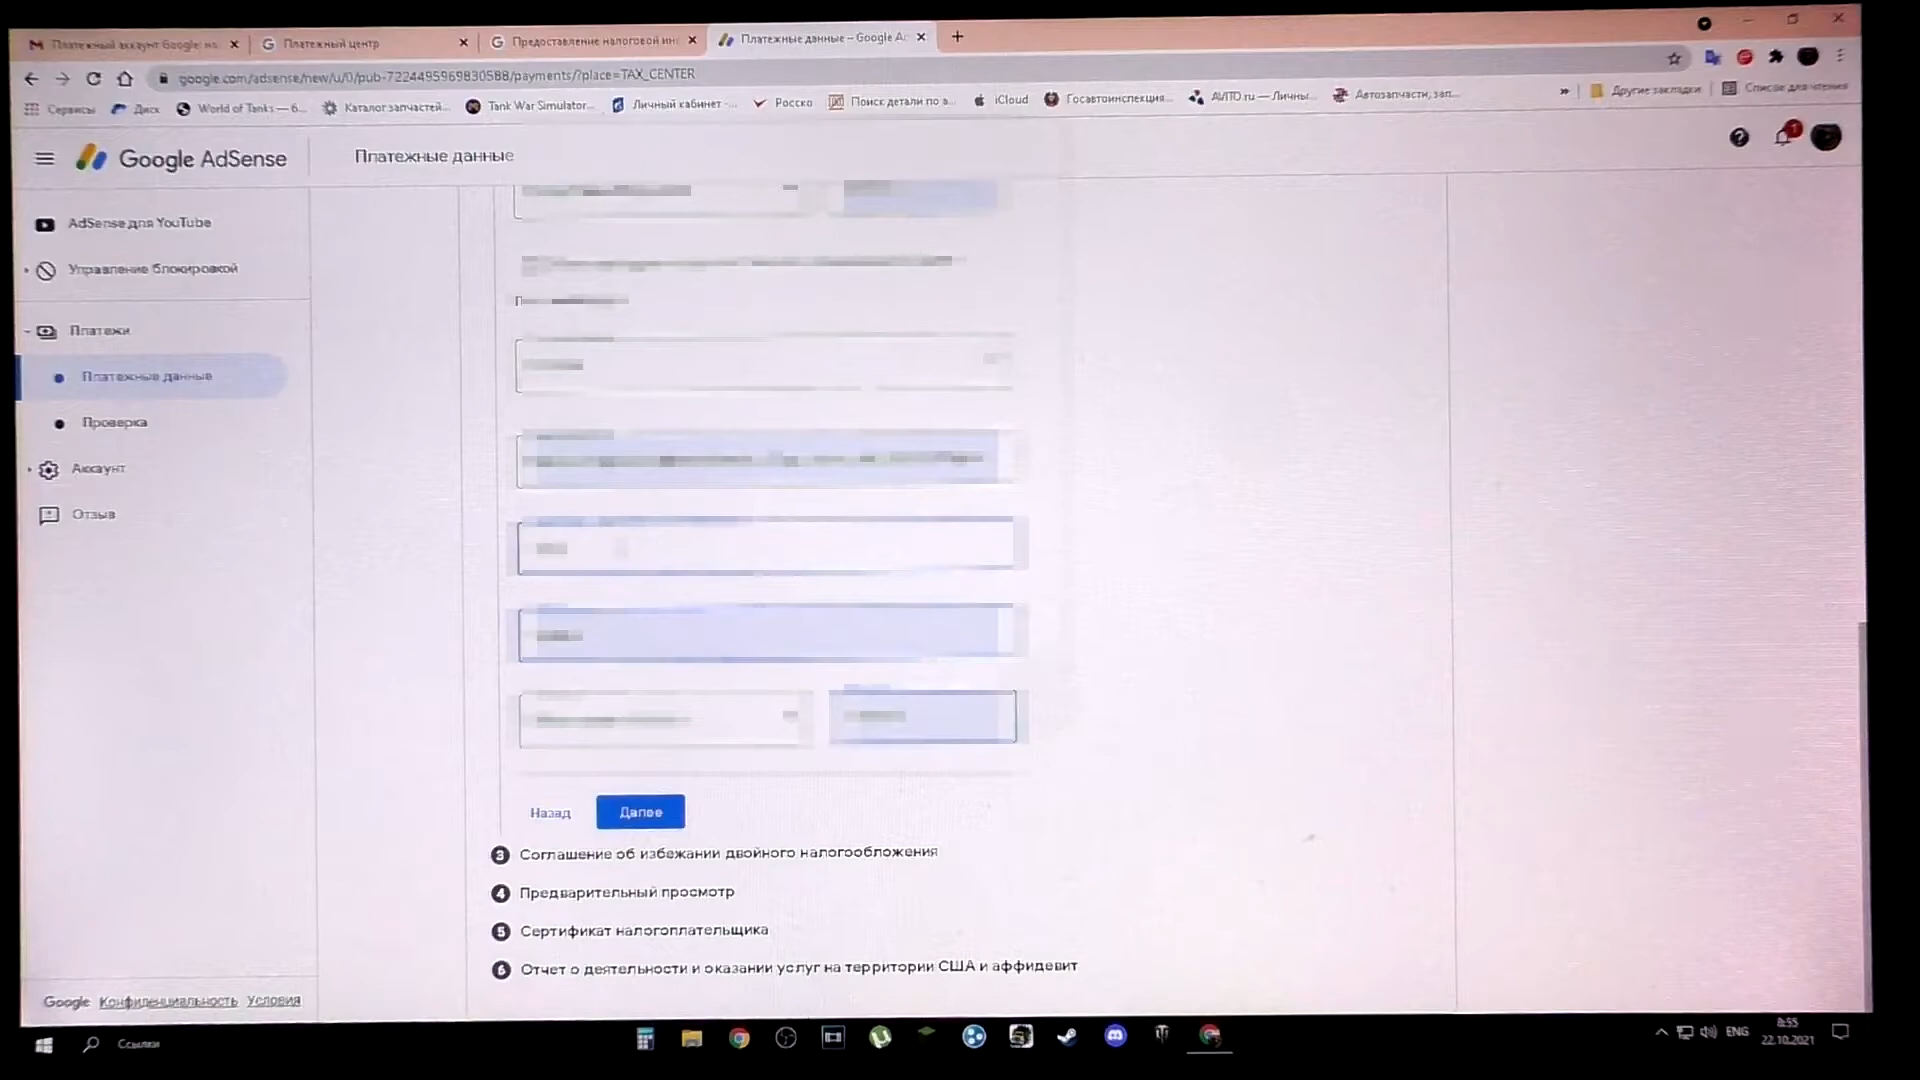 Платежный аккаунт Google: на
Платежный центр
Предоставление налоговой ин
Платежные данные – Google Ad
google.com/adsense/new/u/0/pub-7224495969830588/payments/?place=TAX_CENTER
Сервисы
Диск
World of Tanks — б...
Каталог запчастей...
Tank War Simulator...
Личный кабинет -...
Росско
Поиск детали по а...
iCloud
Госавтоинспекция...
AVITO.ru — Личны...
Автозапчасти, зап...
Другие закладки
Список для чтения
Google AdSense
Платежные данные
AdSense для YouTube
Управление блокировкой
Платежи
Платежные данные
Проверка
Аккаунт
Отзыв
Назад
Далее
3 Соглашение об избежании двойного налогообложения
4 Предварительный просмотр
5 Сертификат налогоплательщика
6 Отчет о деятельности и оказании услуг на территории США и аффидевит
Google Конфиденциальность Условия
Ссылки
ENG
8:55
22.10.2021